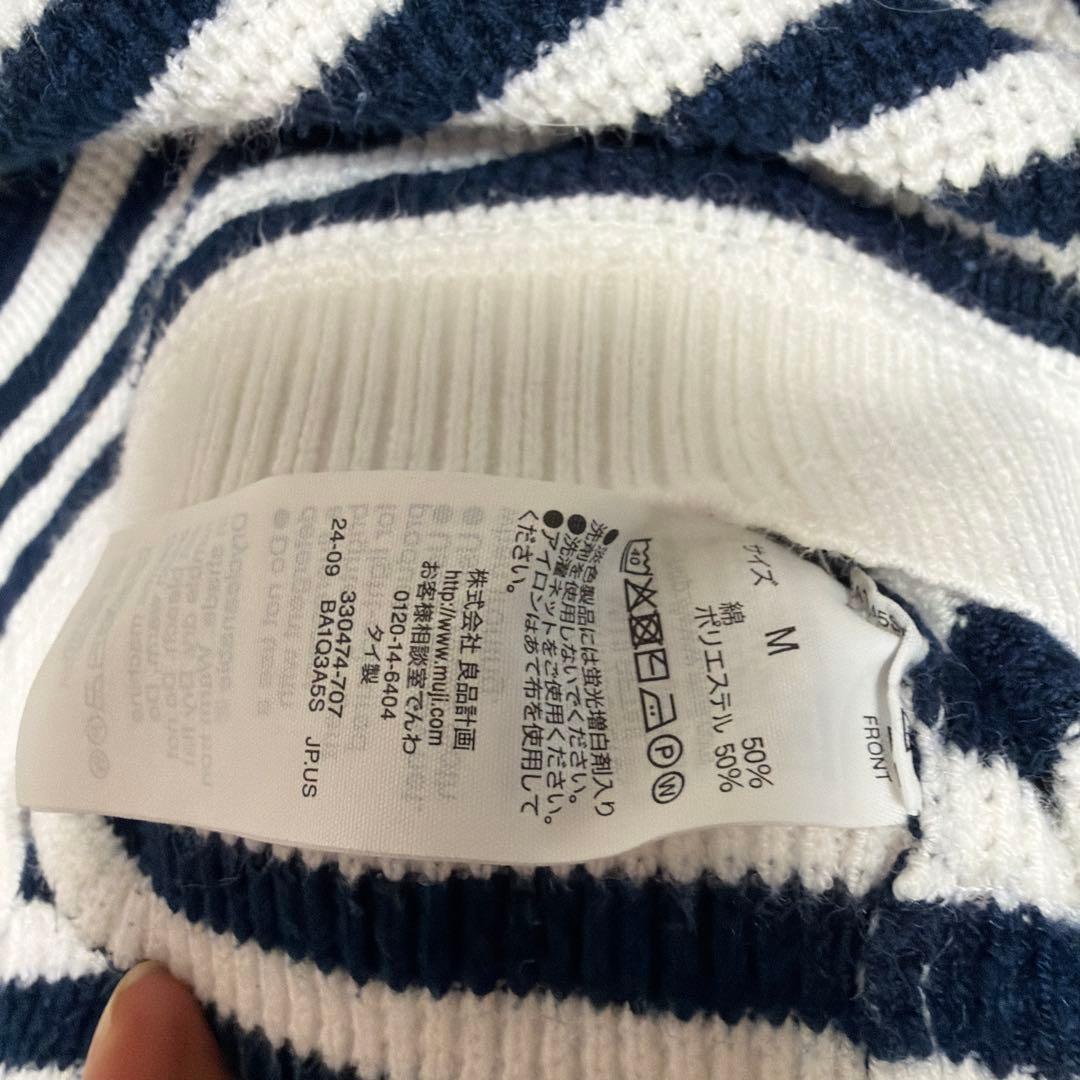 サイズ M
綿 50%
ポリエステル 50%
40
P
W
●淡色製品には蛍光増白剤入り
洗剤を使用しないでください。
●洗濯ネットをご使用ください。
●アイロンはあて布を使用して
ください。
株式会社 良品計画
http://www.muji.com
お客様相談室でんわ
0120-14-6404
タイ製
24-09 330474-707
BA1Q3A5S JP.US
FRONT